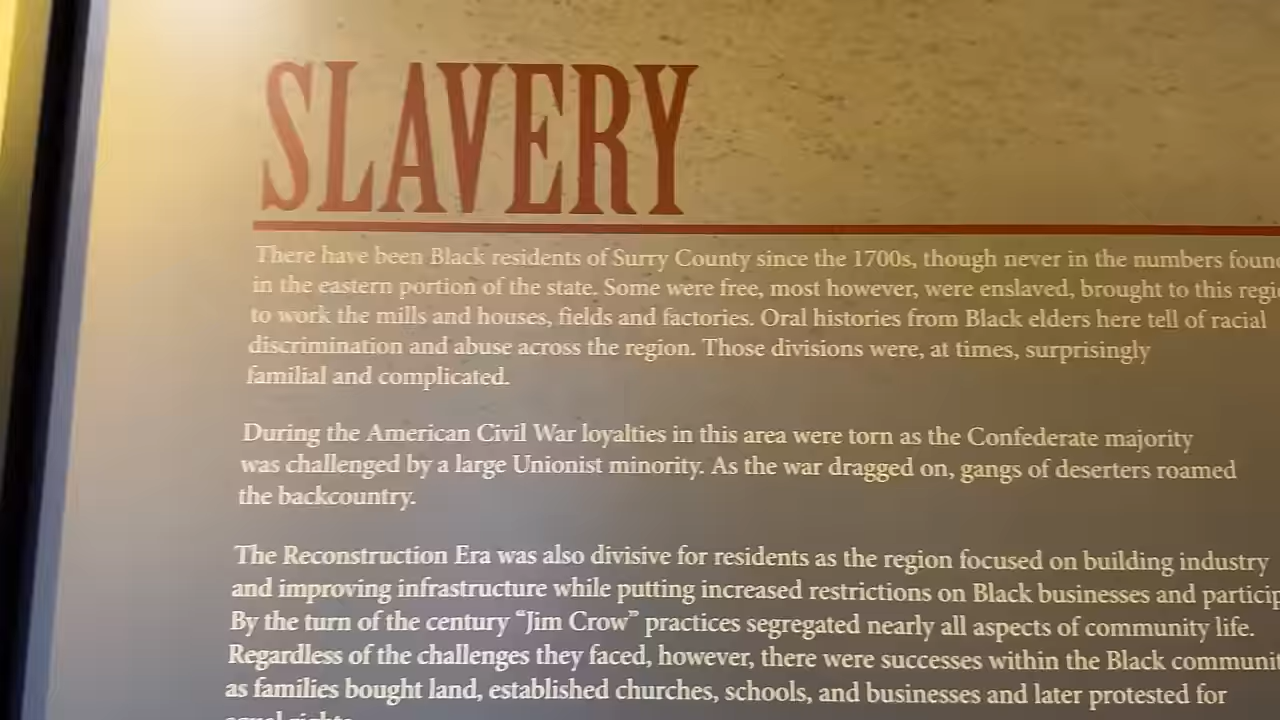 SLAVERY
There have been Black residents of Surry County since the 1700s, though never in the numbers
in the eastern portion of the state. Some were free, most however, were enslaved, brought to this
to work the mills and houses, fields and factories. Oral histories from Black elders here tell of racial
discrimination and abuse across the region. Those divisions were, at times, surprisingly
familial and complicated.
During the American Civil War loyalties in this area were torn as the Confederate majority
was challenged by a large Unionist minority. As the war dragged on, gangs of deserters roamed
the backcountry.
The Reconstruction Era was also divisive for residents as the region focused on building industry
and improving infrastructure while putting increased restrictions on Black businesses and
By the turn of the century “Jim Crow” practices segregated nearly all aspects of community life.
Regardless of the challenges they faced, however, there were successes within the Black
as families bought land, established churches, schools, and businesses and later protested for